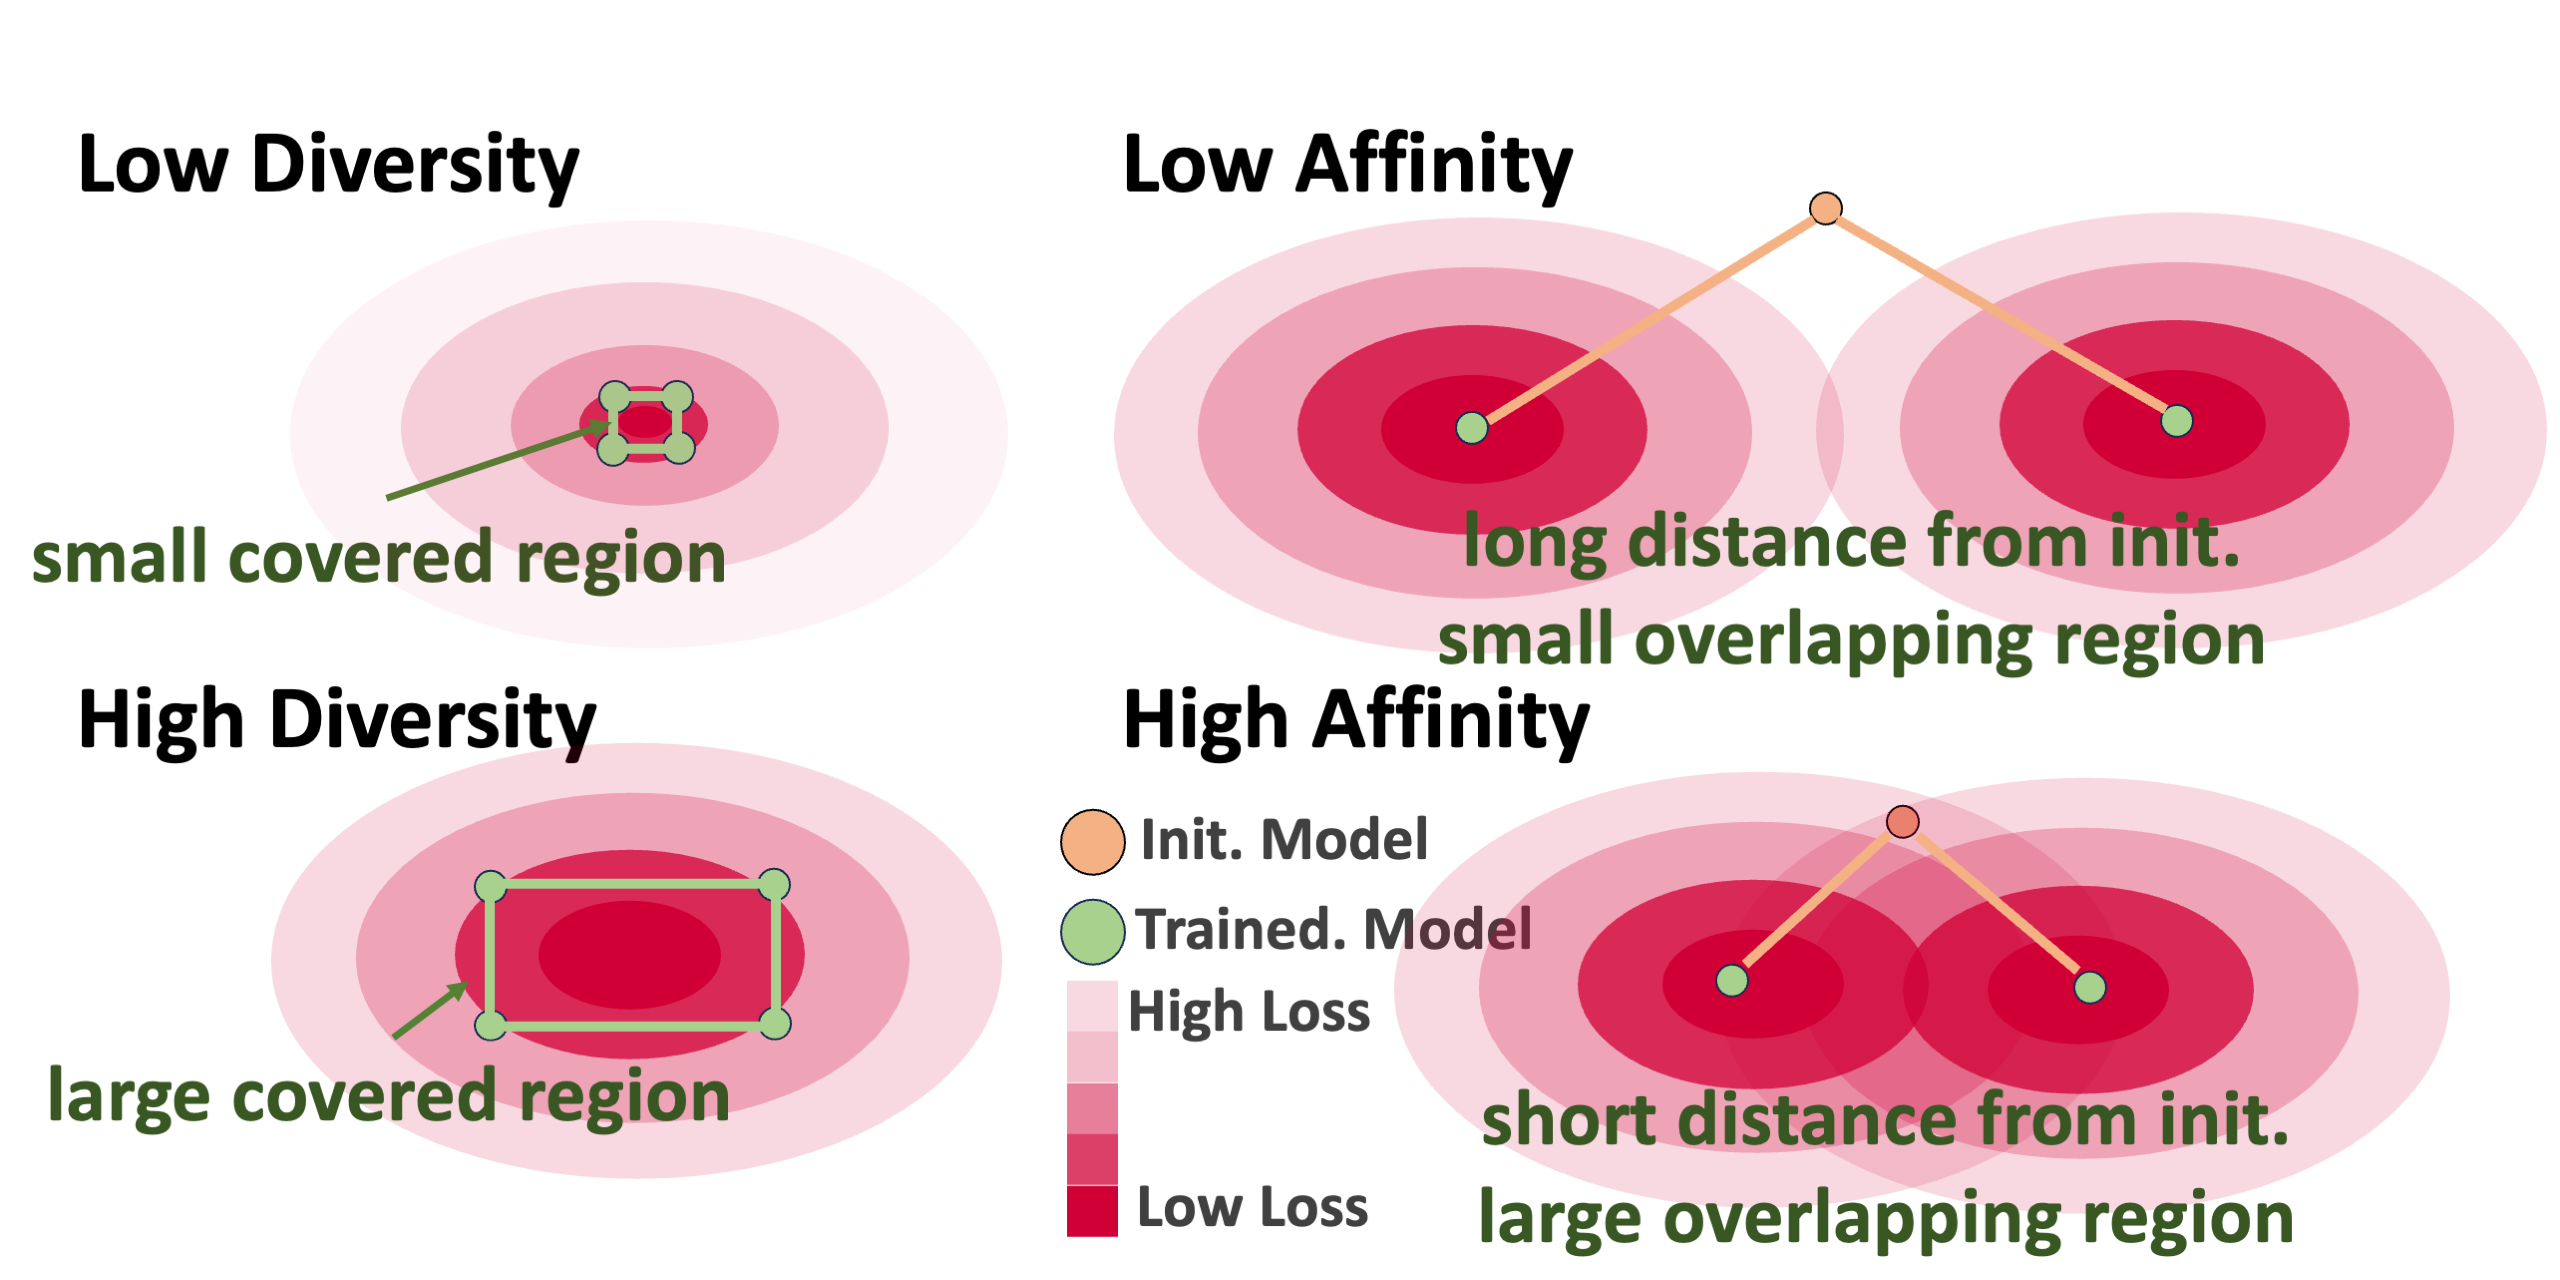 Low Diversity
small covered region
Low Affinity
long distance from init.
small overlapping region
High Diversity
large covered region
High Affinity
Init. Model
Trained. Model
High Loss
Low Loss
short distance from init.
large overlapping region